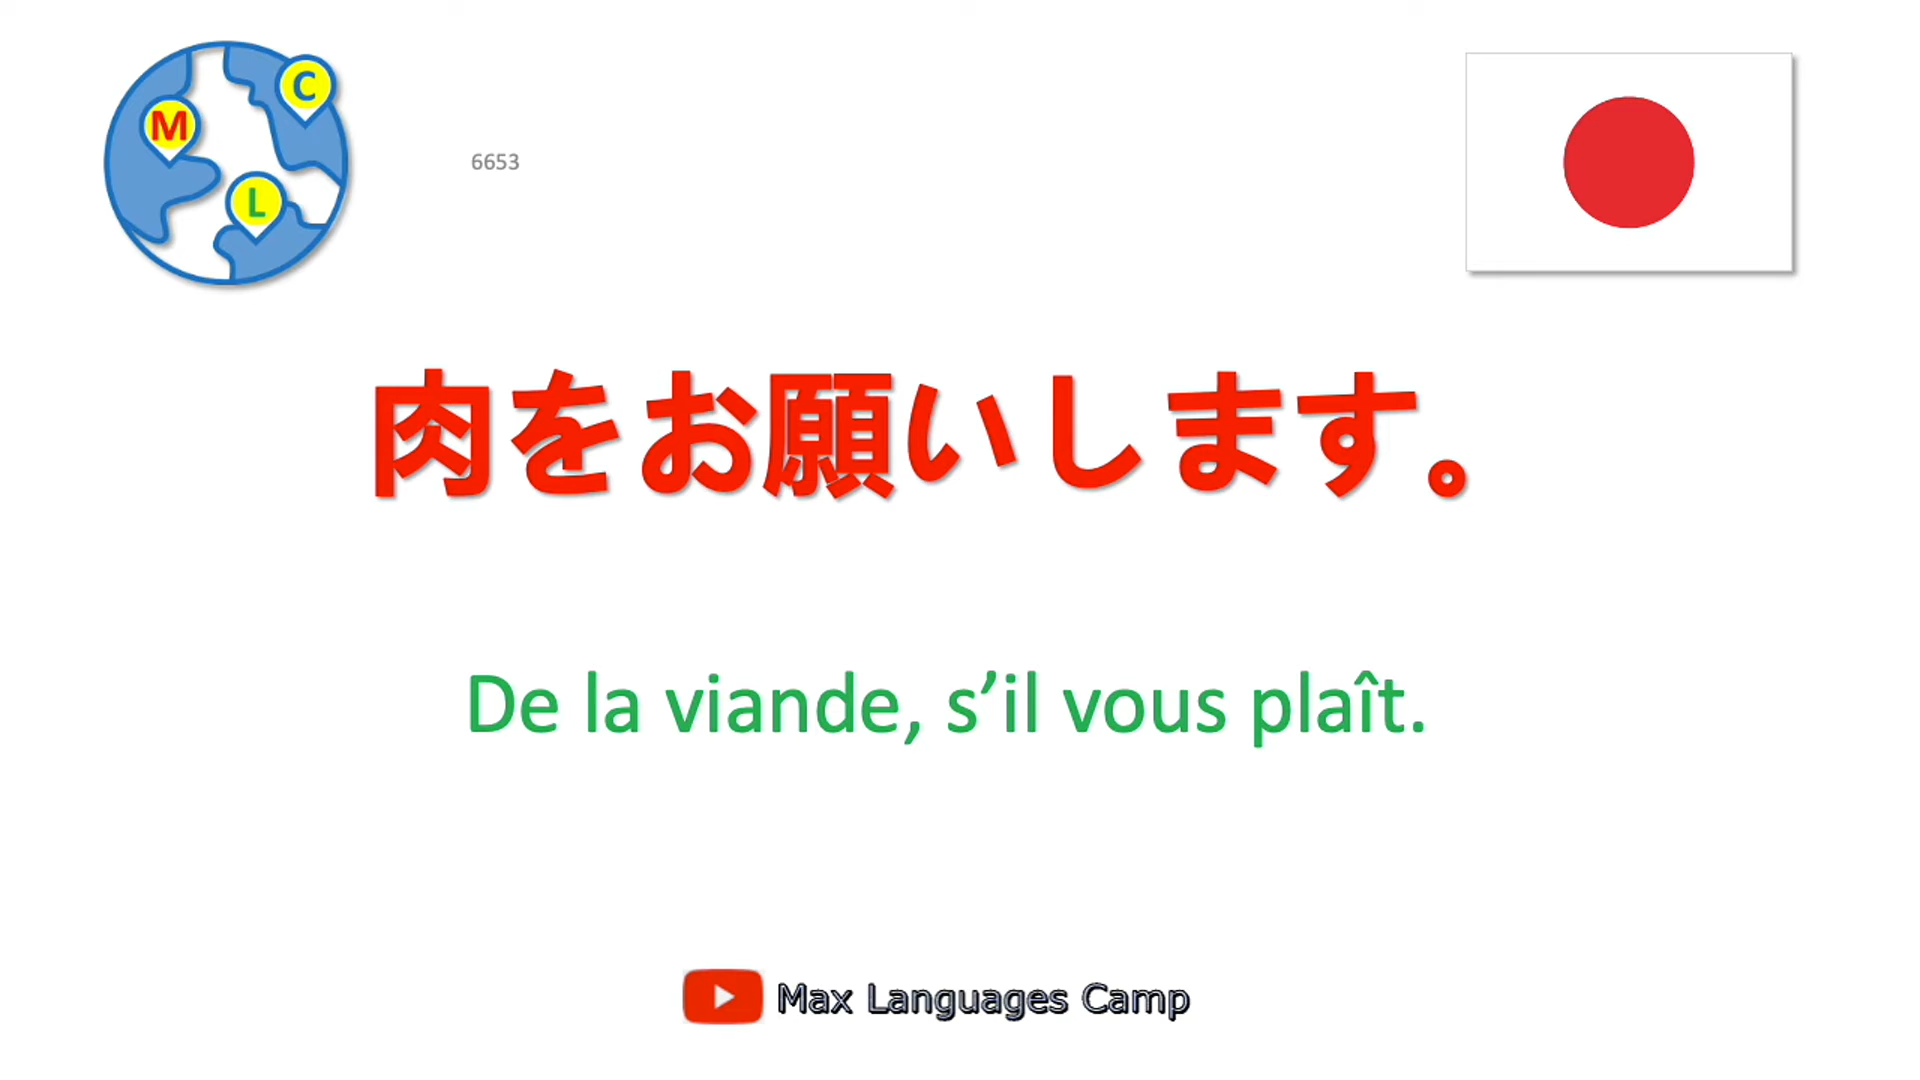 M
C
L
6653
肉をお願いします。
De la viande, s’il vous plaît.
Max Languages Camp